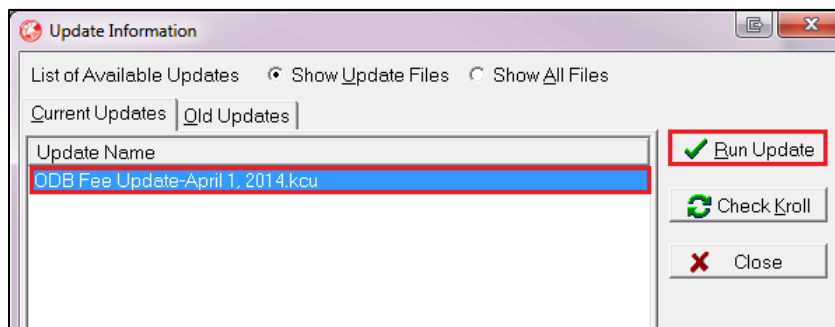 Update Information
List of Available Updates Show Update Files Show All Files
Current Updates Old Updates
Update Name
ODB Fee Update-April 1, 2014.kcu
Run Update
Check Kroll
Close